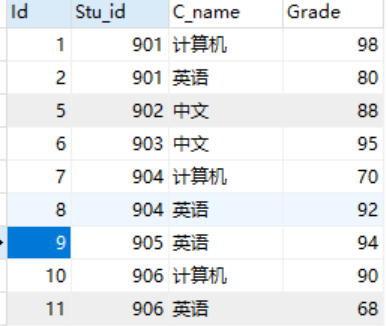 Id Stu_id C_name Grade
1 901 计算机 98
2 901 英语 80
5 902 中文 88
6 903 中文 95
7 904 计算机 70
8 904 英语 92
9 905 英语 94
10 906 计算机 90
11 906 英语 68